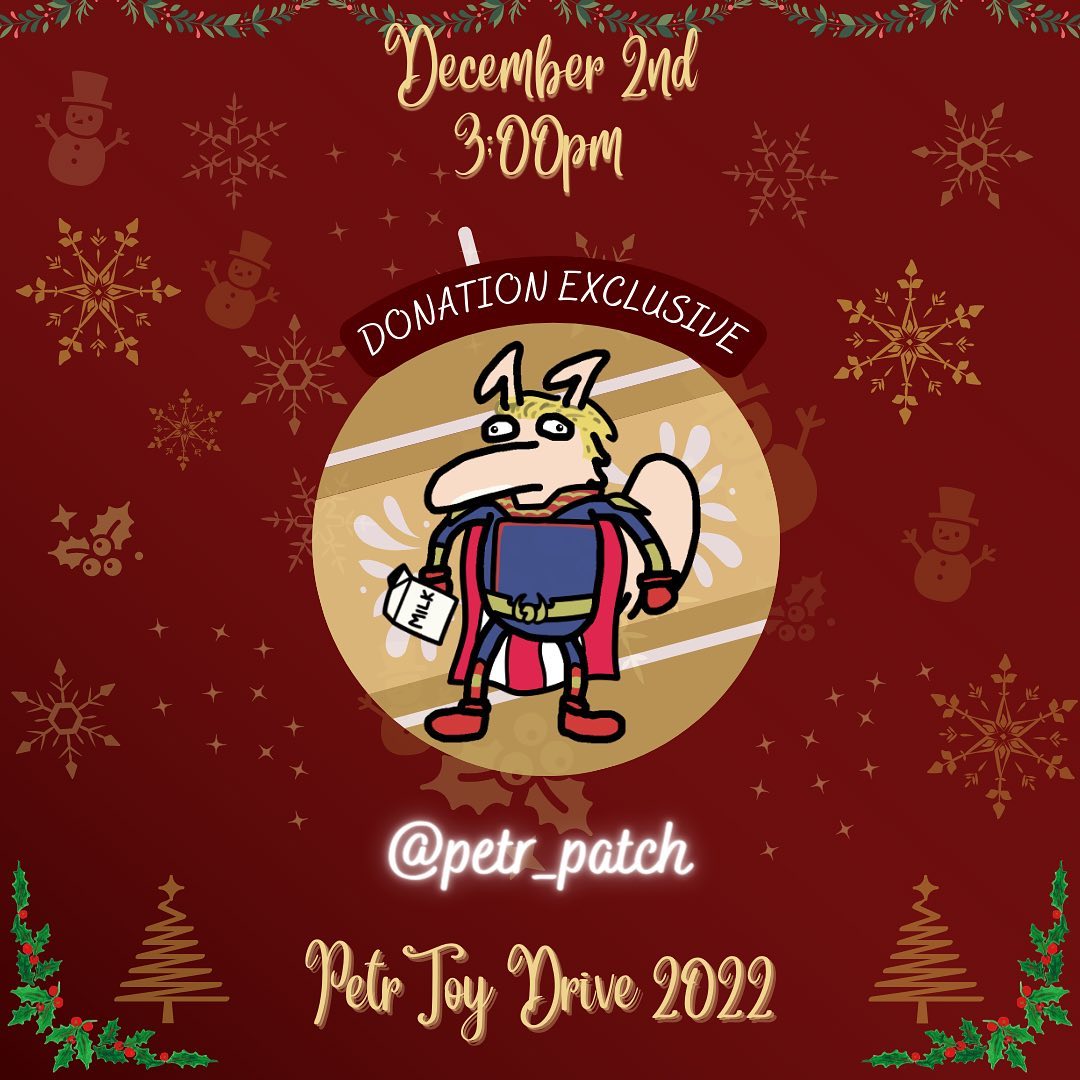 December 2nd
3:00pm
DONATION EXCLUSIVE
MILK
@petr_patch
Petr Toy Drive 2022